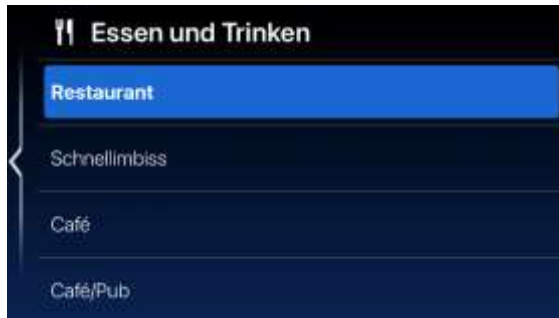 Essen und Trinken
Restaurant
Schnellimbiss
Café
Café/Pub